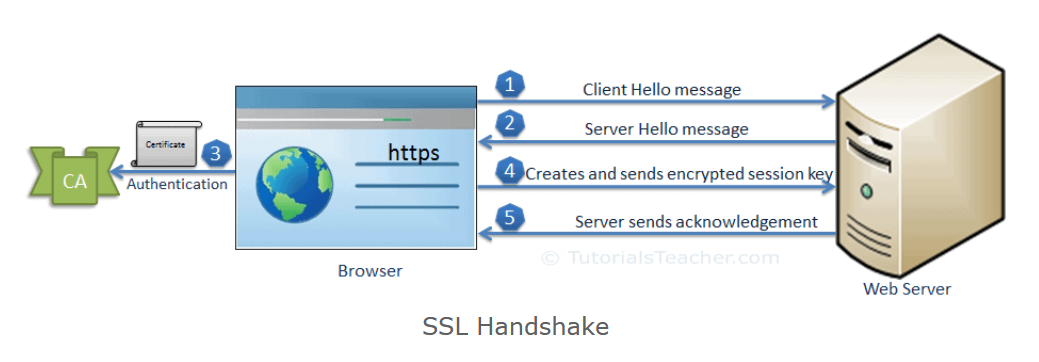 1
Client Hello message
2
Server Hello message
Certificate
3
https
CA
Authentication
4
Creates and sends encrypted session key
5
Server sends acknowledgement
© TutorialsTeacher.com
Browser
Web Server
SSL Handshake